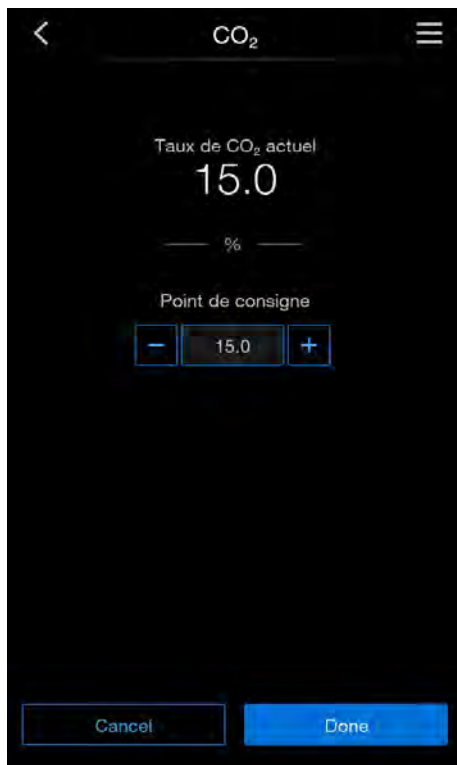 CO₂
Taux de CO₂ actuel
15.0
%
Point de consigne
− 15.0 +
Cancel Done